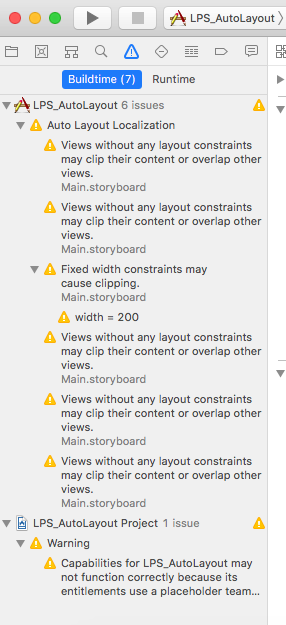 LPS_AutoLayout
Buildtime (7) Runtime
LPS_AutoLayout 6 issues
Auto Layout Localization
Views without any layout constraints
may clip their content or overlap other
views.
Main.storyboard
Views without any layout constraints
may clip their content or overlap other
views.
Main.storyboard
Fixed width constraints may
cause clipping.
Main.storyboard
width = 200
Views without any layout constraints
may clip their content or overlap other
views.
Main.storyboard
Views without any layout constraints
may clip their content or overlap other
views.
Main.storyboard
Views without any layout constraints
may clip their content or overlap other
views.
Main.storyboard
LPS_AutoLayout Project 1 issue
Warning
Capabilities for LPS_AutoLayout may
not function correctly because its
entitlements use a placeholder team...